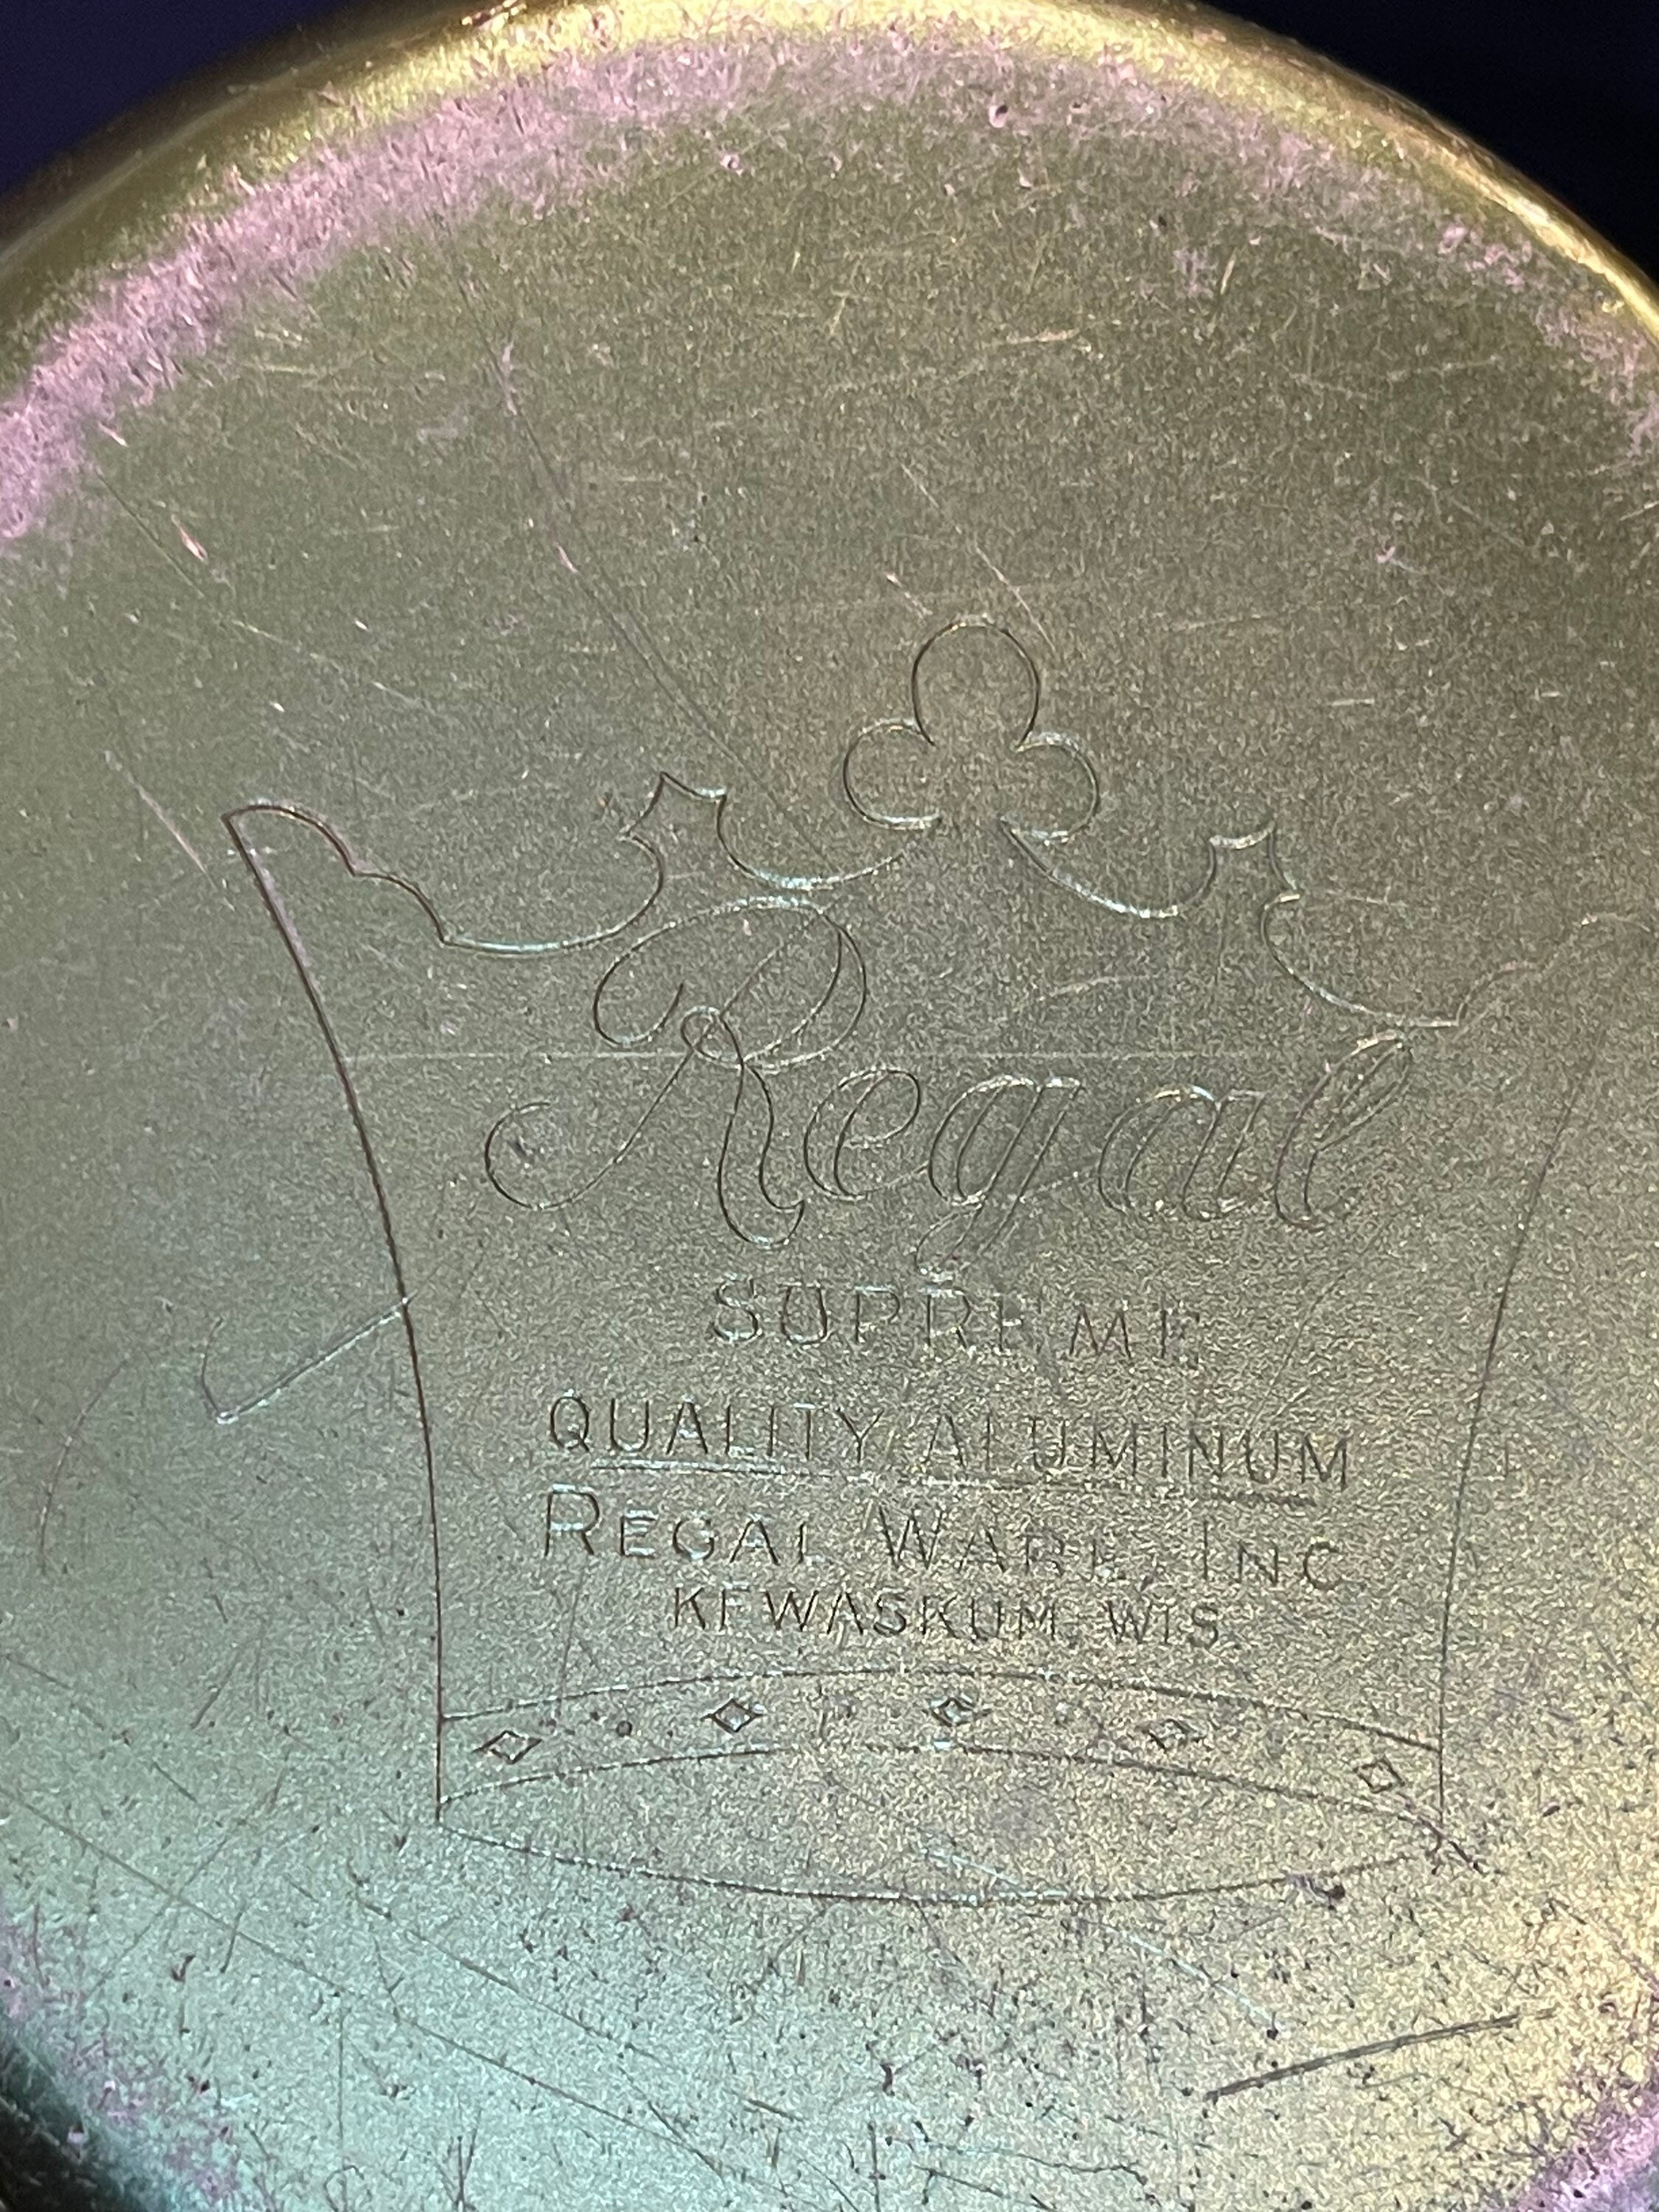 Regal
SUPREME
QUALITY ALUMINUM
REGAL WARE, INC
KEWASKUM, WIS.